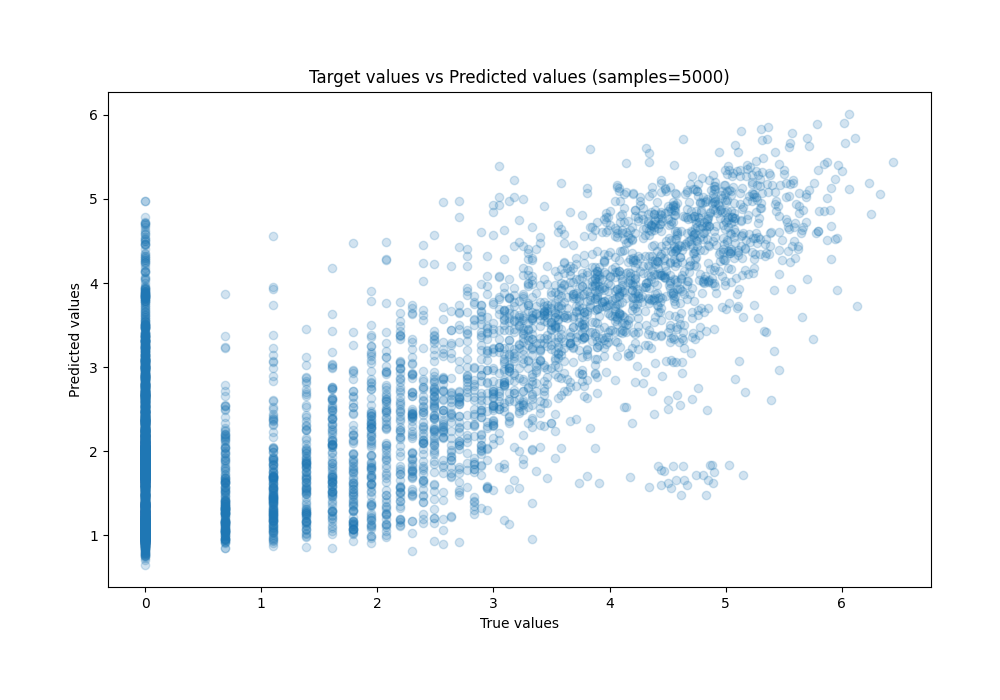 Target values vs Predicted values (samples=5000)
6
5
4
3
2
1
Predicted values
0 1 2 3 4 5 6
True values